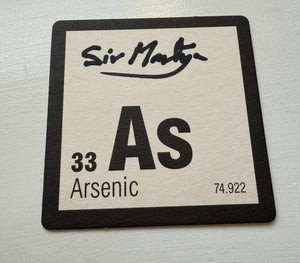 Sir Martyn
33 As
Arsenic 74.922